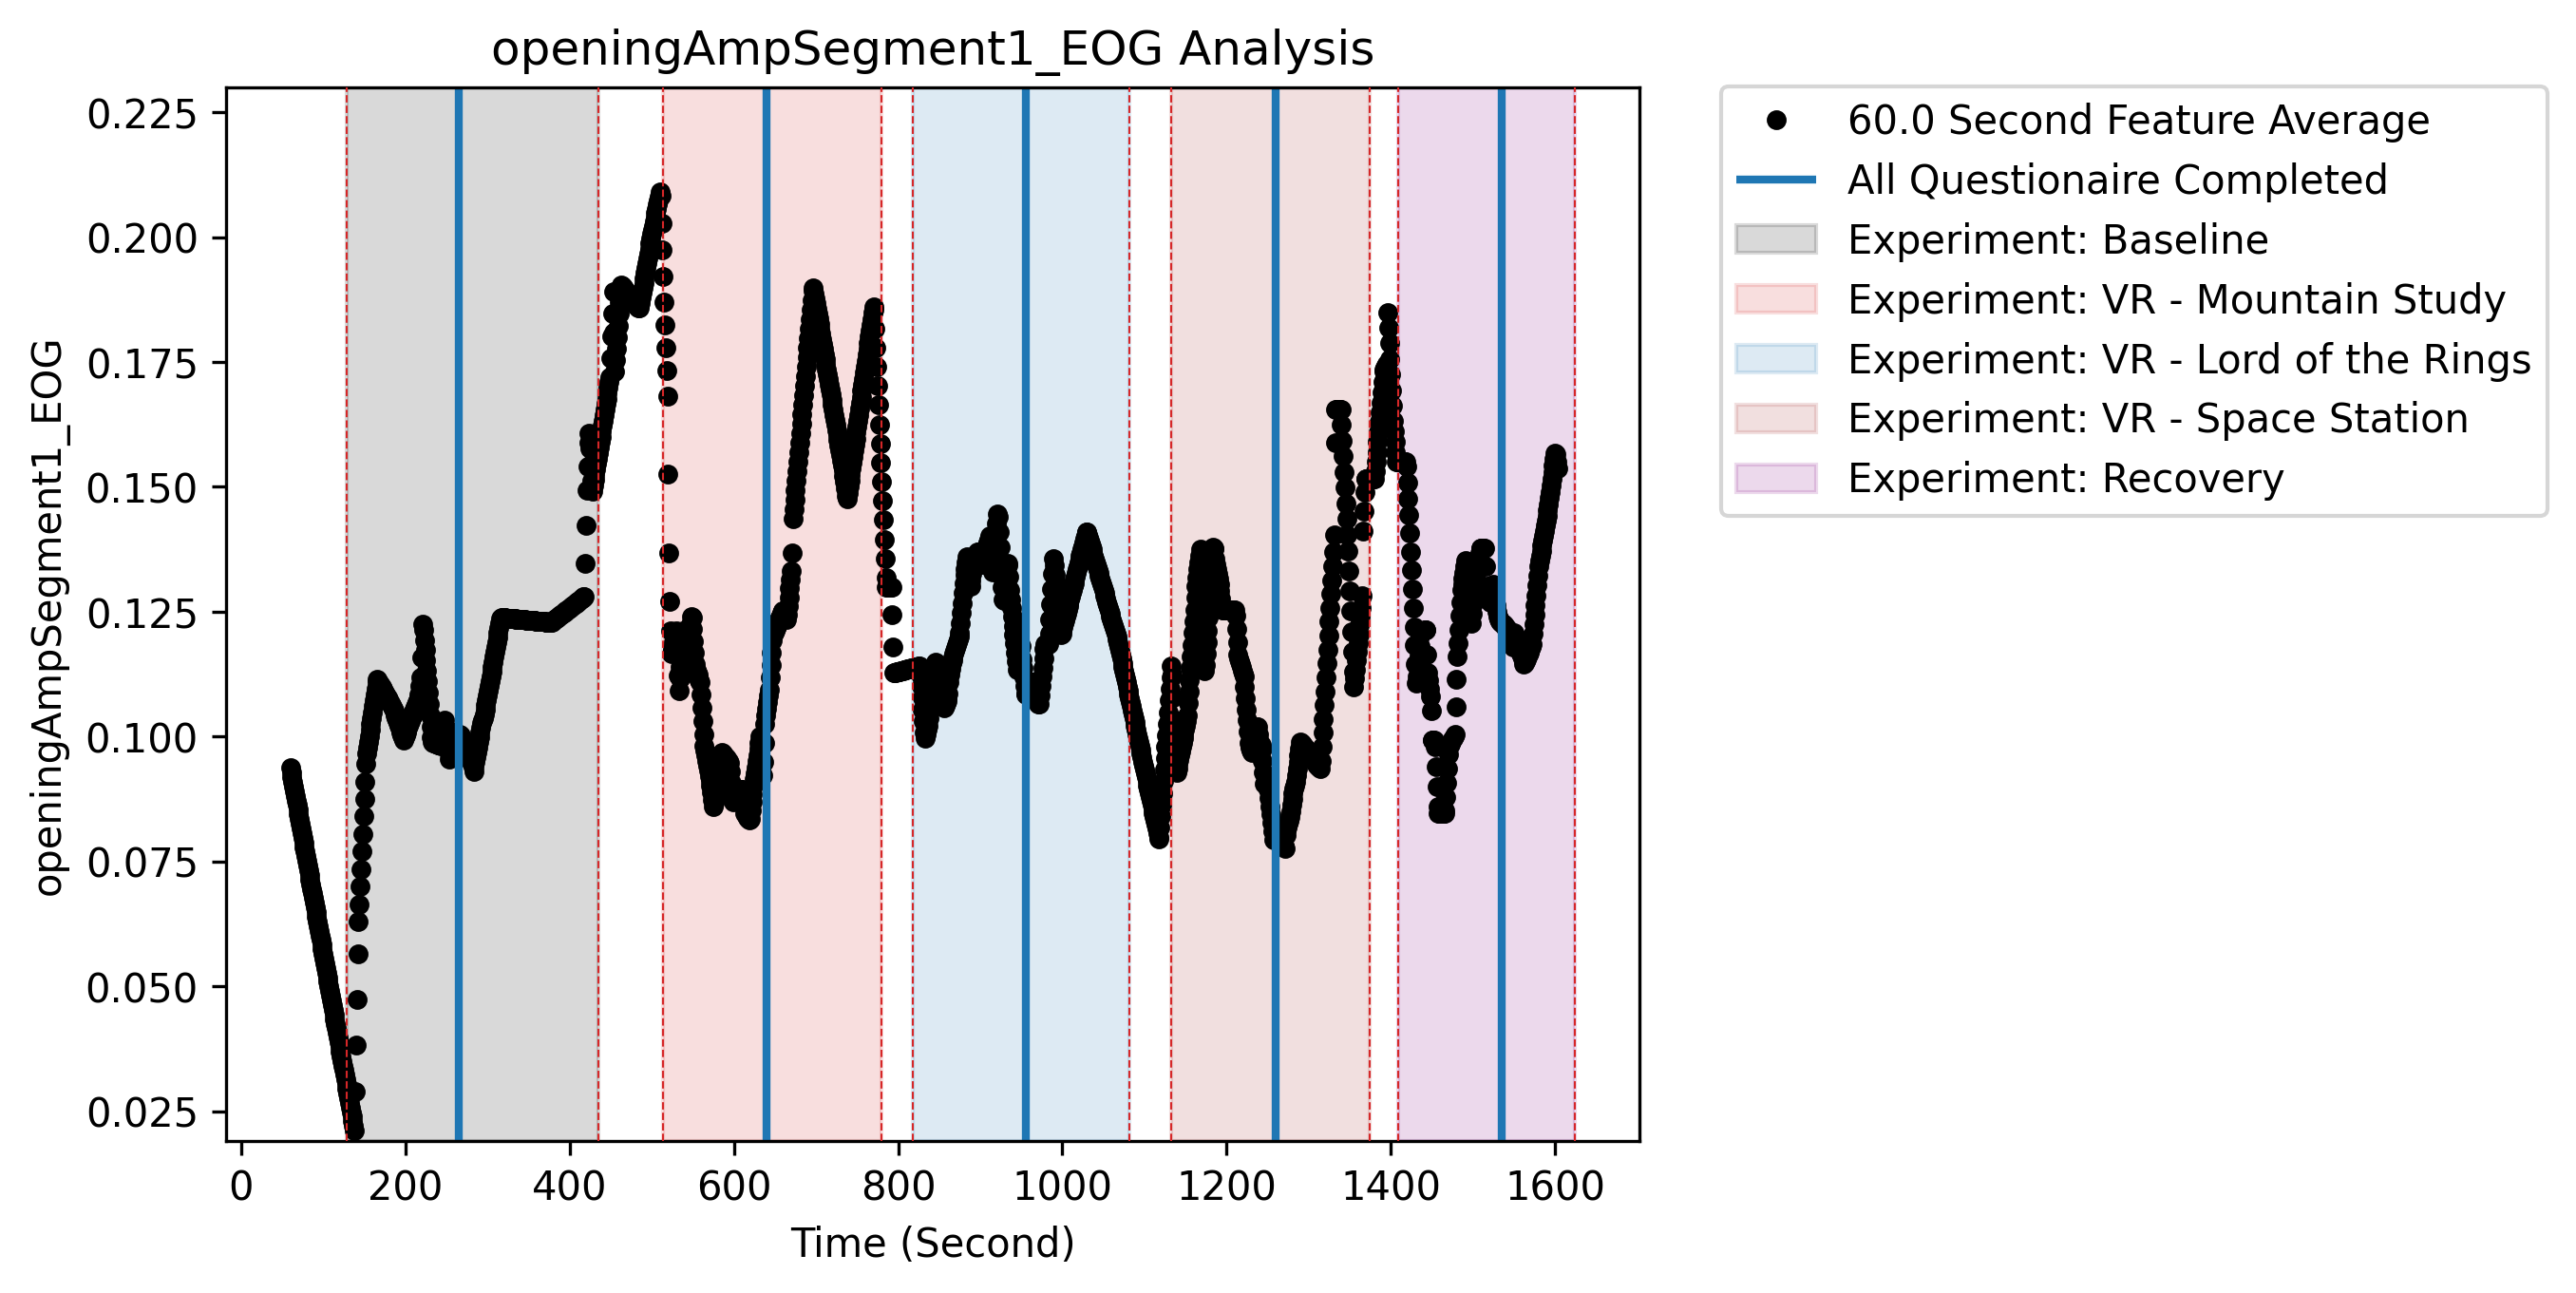 openingAmpSegment1_EOG Analysis
openingAmpSegment1_EOG
0.225
0.200
0.175
0.150
0.125
0.100
0.075
0.050
0.025
0 200 400 600 800 1000 1200 1400 1600
Time (Second)
60.0 Second Feature Average
All Questionaire Completed
Experiment: Baseline
Experiment: VR - Mountain Study
Experiment: VR - Lord of the Rings
Experiment: VR - Space Station
Experiment: Recovery